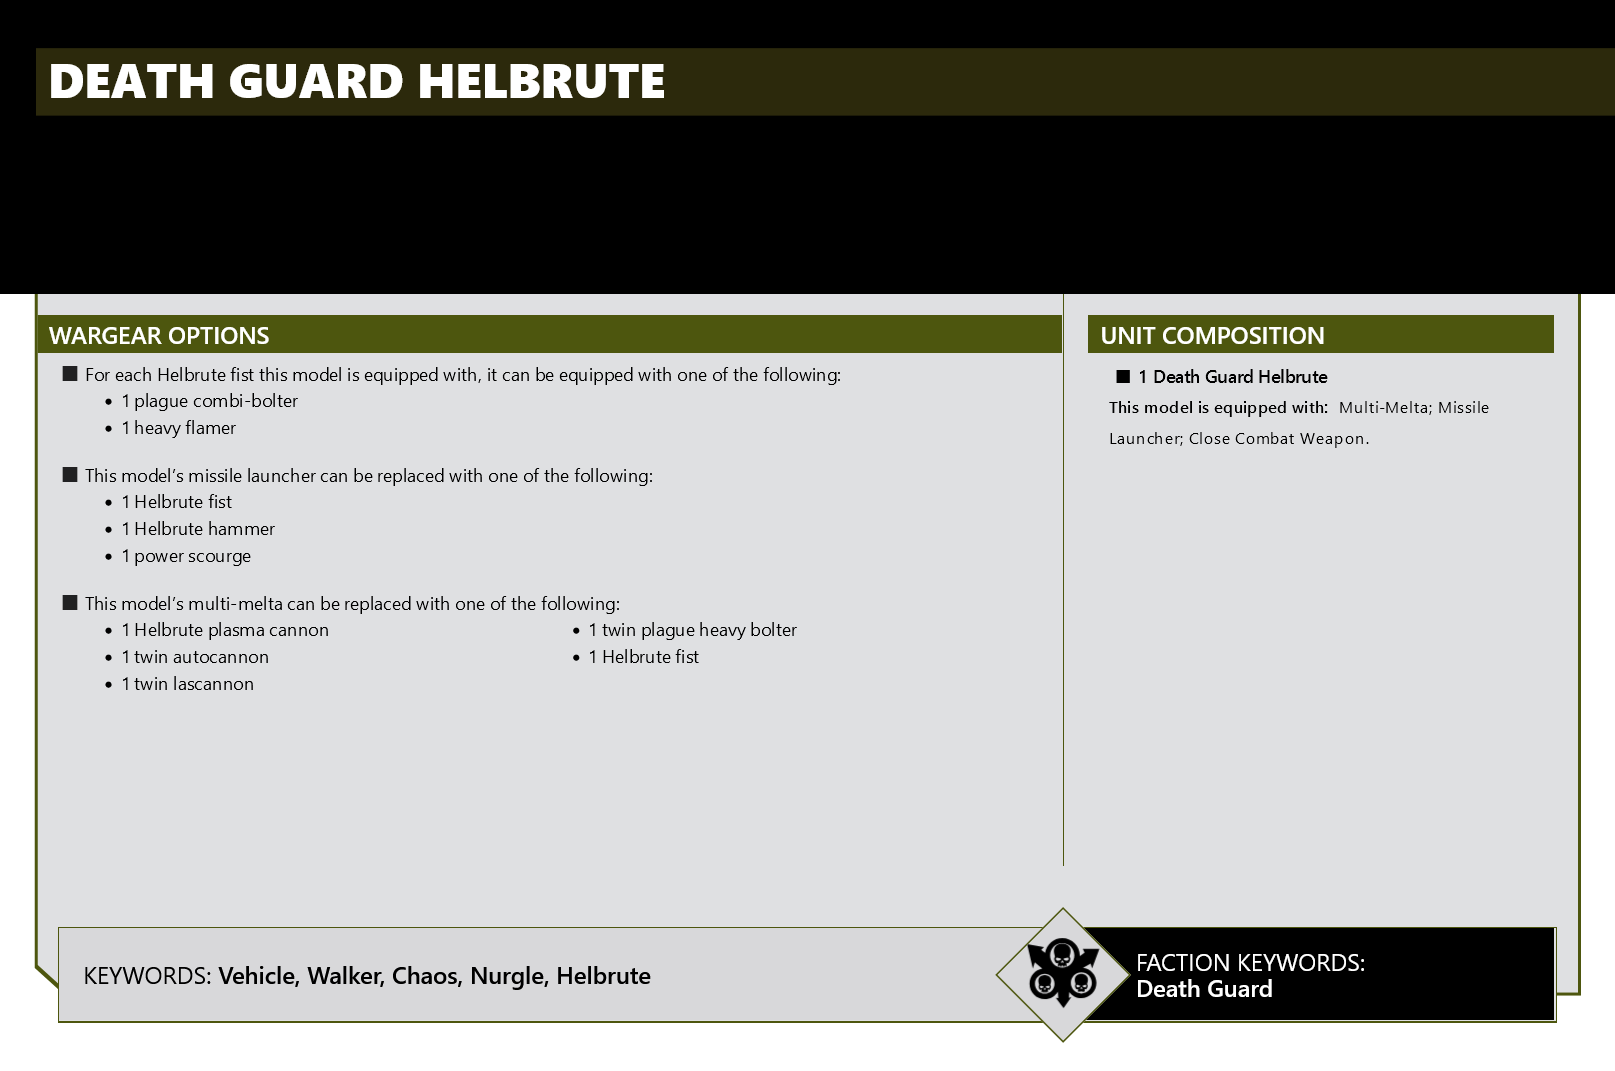 DEATH GUARD HELBRUTE
WARGEAR OPTIONS
■ For each Helbrute fist this model is equipped with, it can be equipped with one of the following:
• 1 plague combi-bolter
• 1 heavy flamer
■ This model’s missile launcher can be replaced with one of the following:
• 1 Helbrute fist
• 1 Helbrute hammer
• 1 power scourge
■ This model’s multi-melta can be replaced with one of the following:
• 1 Helbrute plasma cannon
• 1 twin autocannon
• 1 twin lascannon
• 1 twin plague heavy bolter
• 1 Helbrute fist
UNIT COMPOSITION
■ 1 Death Guard Helbrute
This model is equipped with: Multi-Melta; Missile
Launcher; Close Combat Weapon.
KEYWORDS: Vehicle, Walker, Chaos, Nurgle, Helbrute
FACTION KEYWORDS:
Death Guard